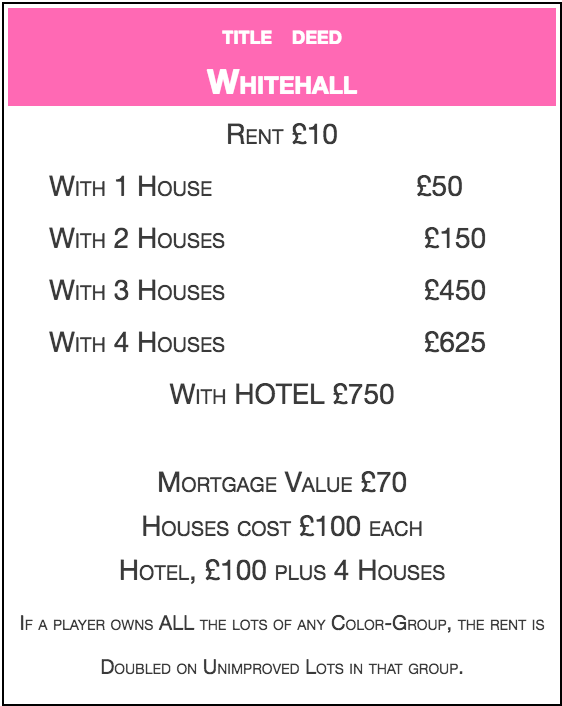 TITLE DEED
WHITEHALL
RENT £10
WITH 1 HOUSE £50
WITH 2 HOUSES £150
WITH 3 HOUSES £450
WITH 4 HOUSES £625
WITH HOTEL £750
MORTGAGE VALUE £70
HOUSES COST £100 EACH
HOTEL, £100 PLUS 4 HOUSES
IF A PLAYER OWNS ALL THE LOTS OF ANY COLOR-GROUP, THE RENT IS
DOUBLED ON UNIMPROVED LOTS IN THAT GROUP.